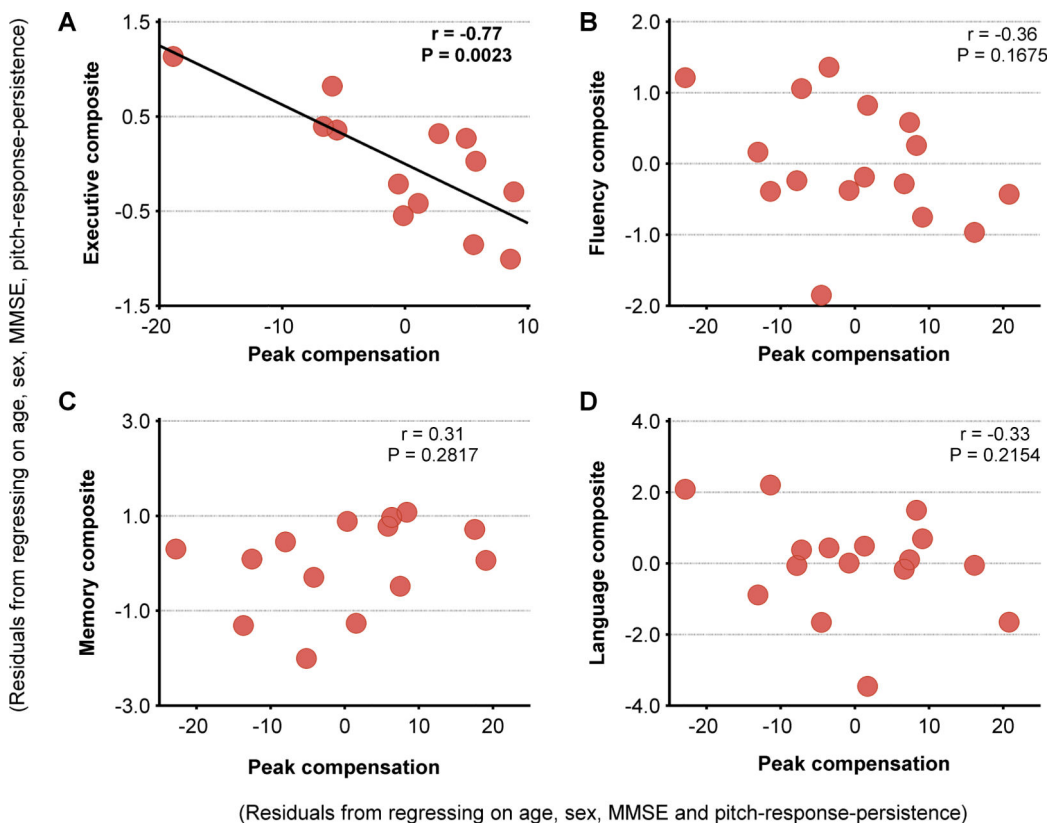 (Residuals from regressing on age, sex, MMSE, pitch-response-persistence)
A
r = -0.77
P = 0.0023
Executive composite
1.5
0.5
-0.5
-1.5
-20
-10
0
10
Peak compensation
B
r = -0.36
P = 0.1675
Fluency composite
2.0
1.0
0.0
-1.0
-2.0
-20
-10
0
10
20
Peak compensation
C
r = 0.31
P = 0.2817
Memory composite
3.0
1.0
-1.0
-3.0
-20
-10
0
10
20
Peak compensation
D
r = -0.33
P = 0.2154
Language composite
4.0
2.0
0.0
-2.0
-4.0
-20
-10
0
10
20
Peak compensation
(Residuals from regressing on age, sex, MMSE and pitch-response-persistence)